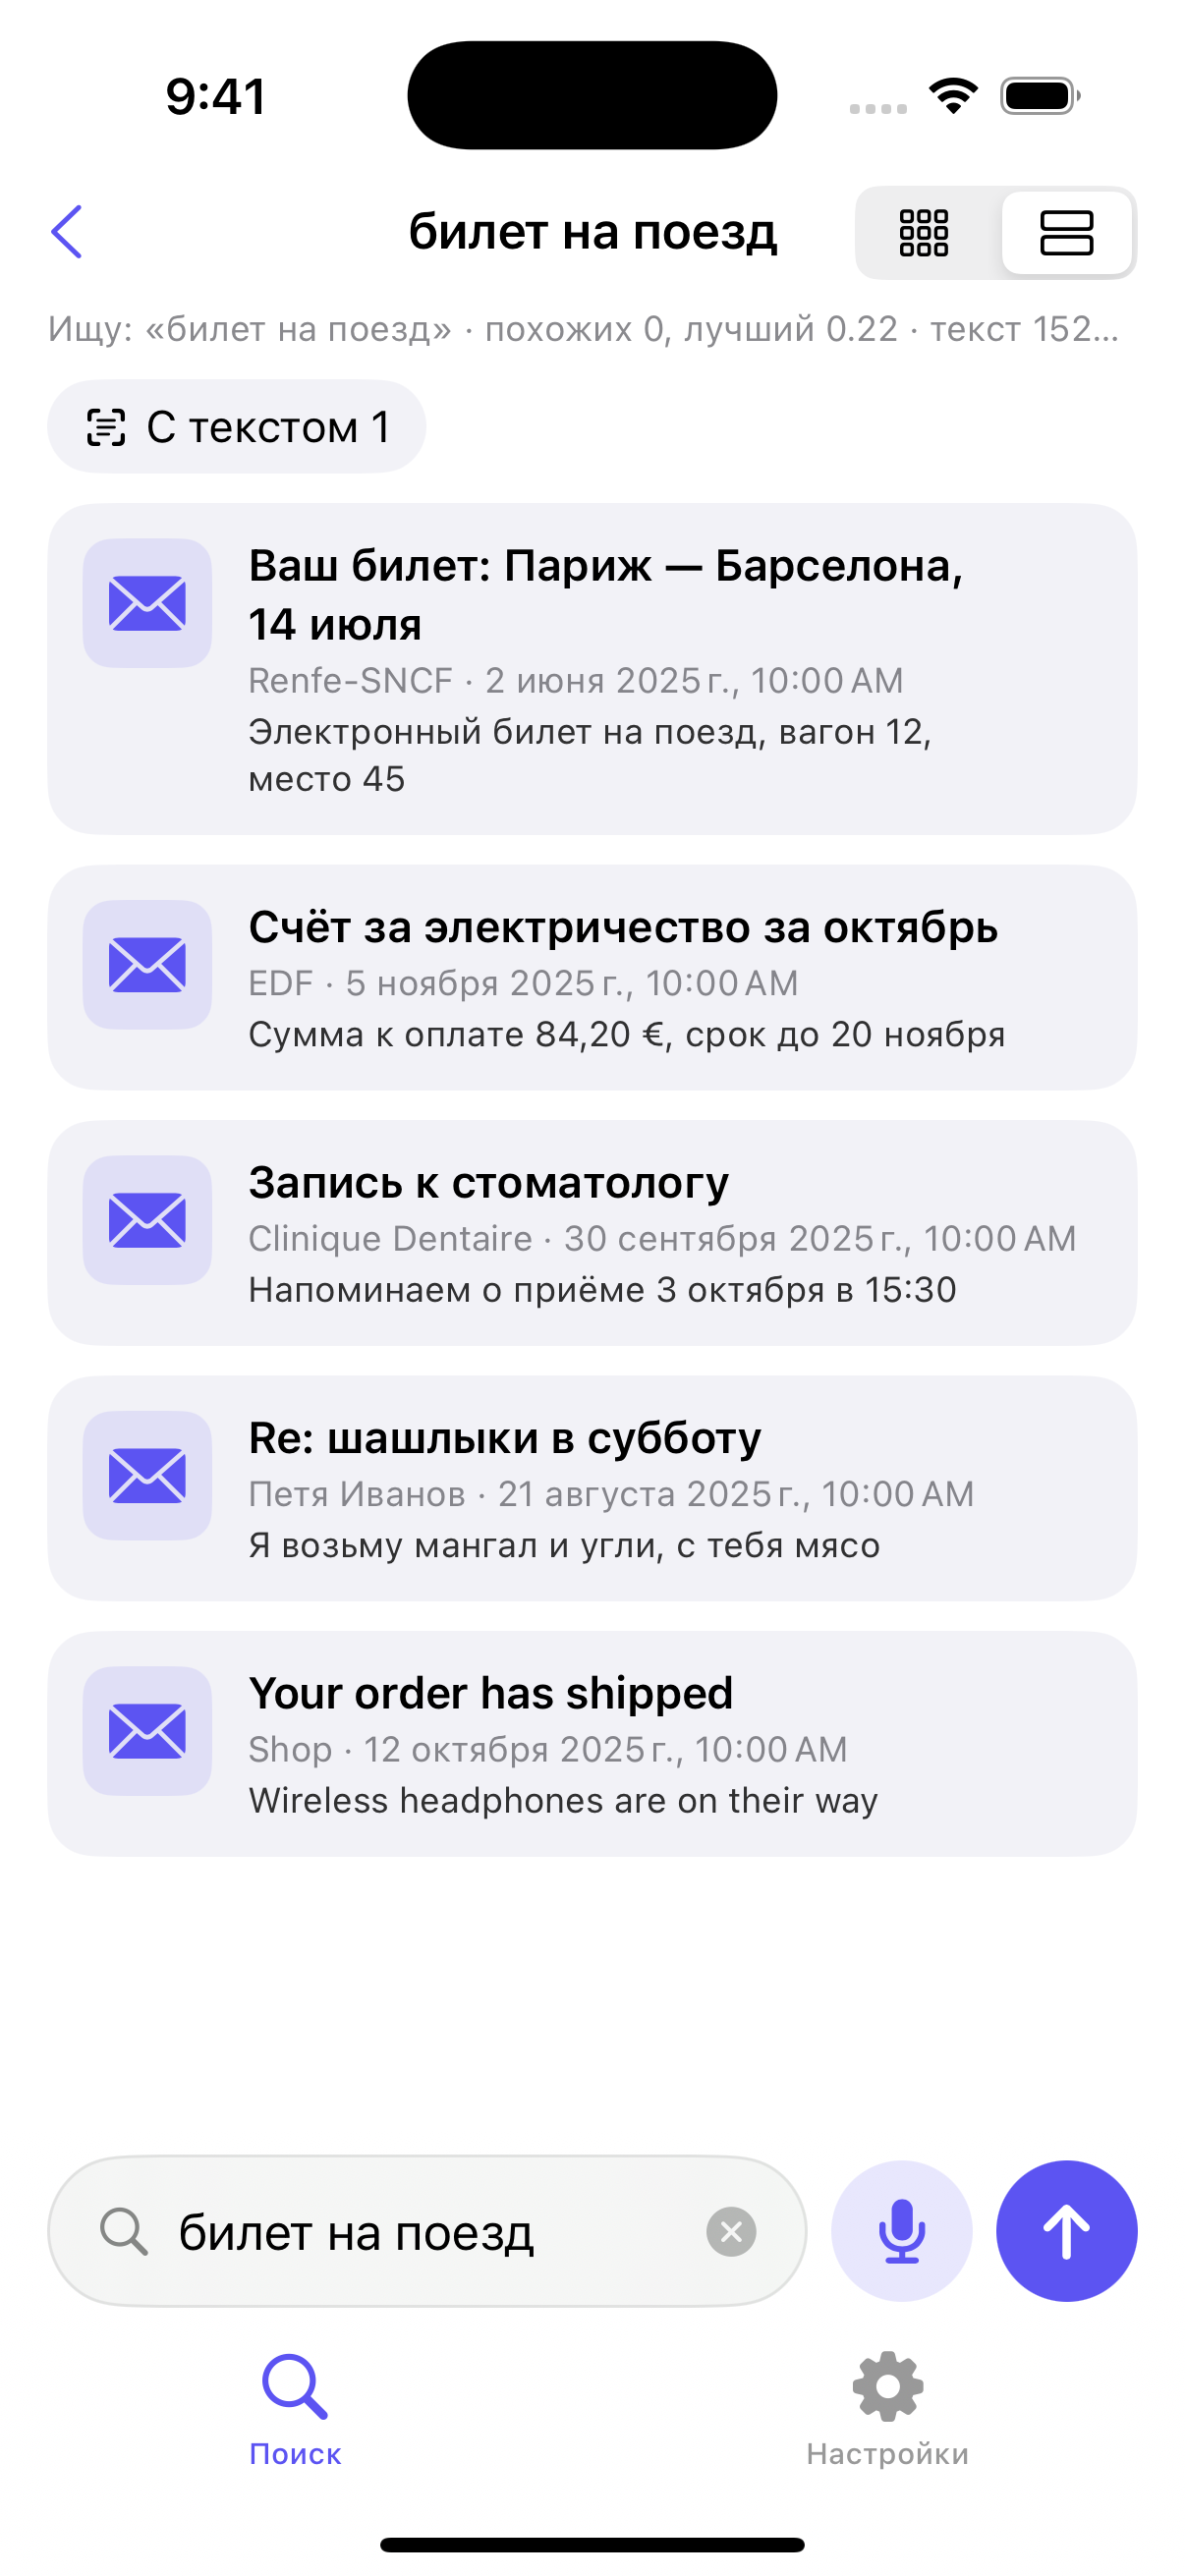 9:41
билет на поезд
Ищу: «билет на поезд» · похожих 0, лучший 0.22 · текст 152…
С текстом 1
Ваш билет: Париж — Барселона,
14 июля
Renfe-SNCF · 2 июня 2025 г., 10:00 AM
Электронный билет на поезд, вагон 12,
место 45
Счёт за электричество за октябрь
EDF · 5 ноября 2025 г., 10:00 AM
Сумма к оплате 84,20 €, срок до 20 ноября
Запись к стоматологу
Clinique Dentaire · 30 сентября 2025 г., 10:00 AM
Напоминаем о приёме 3 октября в 15:30
Re: шашлыки в субботу
Петя Иванов · 21 августа 2025 г., 10:00 AM
Я возьму мангал и угли, с тебя мясо
Your order has shipped
Shop · 12 октября 2025 г., 10:00 AM
Wireless headphones are on their way
билет на поезд
Поиск
Настройки